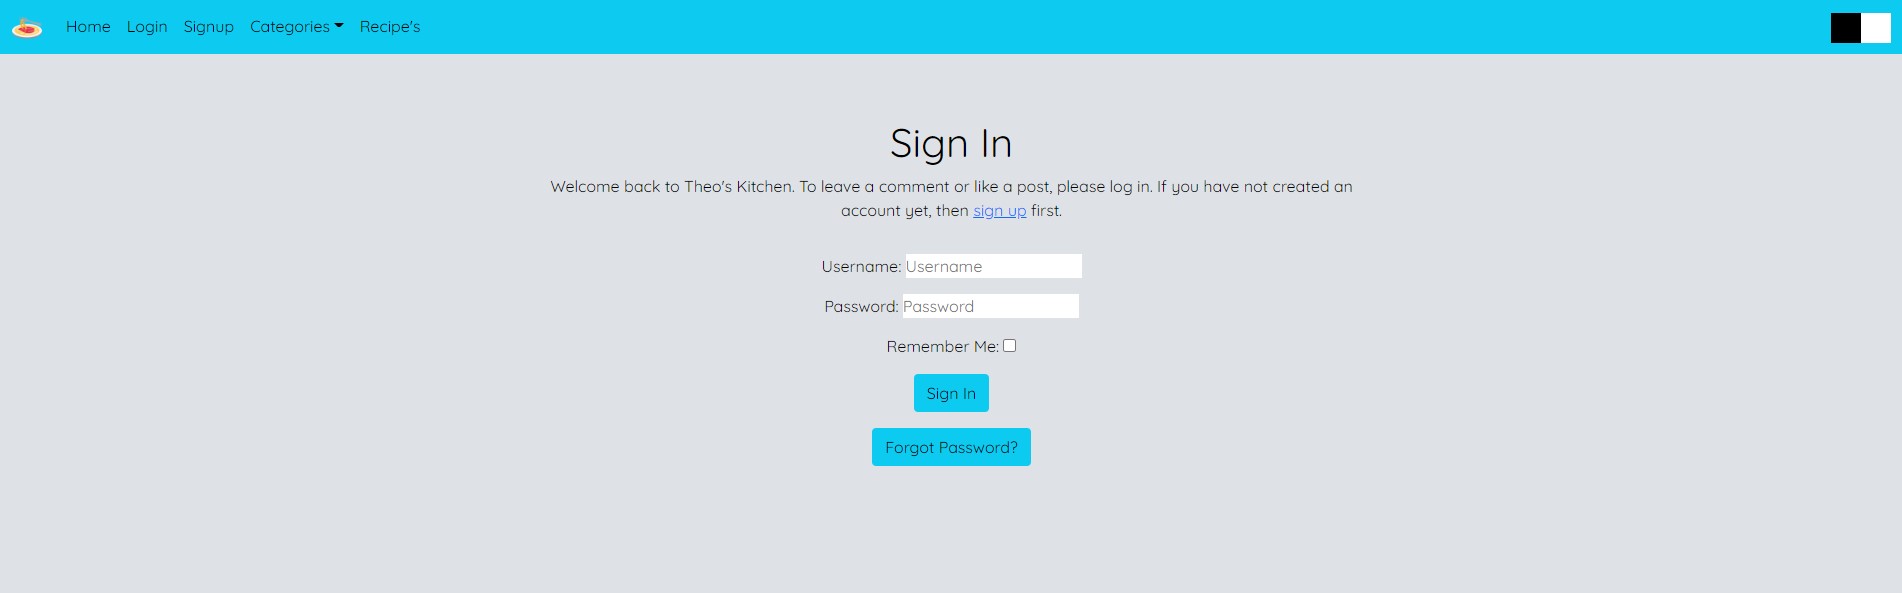 Home Login Signup Categories Recipe's
Sign In
Welcome back to Theo's Kitchen. To leave a comment or like a post, please log in. If you have not created an
account yet, then sign up first.
Username: Username
Password: Password
Remember Me:
Sign In
Forgot Password?